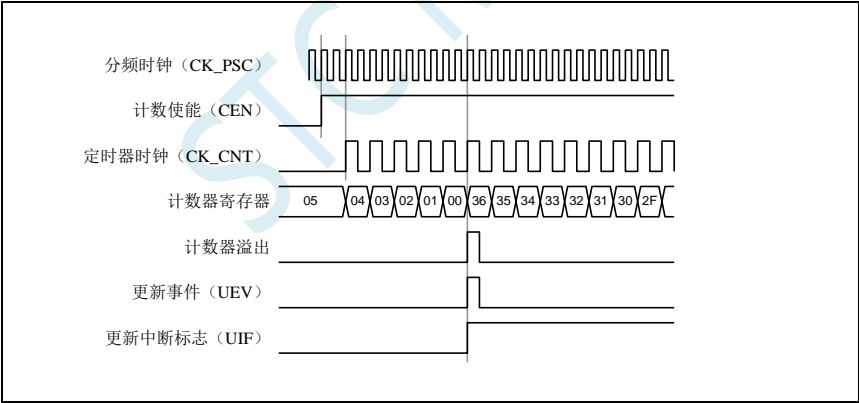 分频时钟（CK_PSC）
计数使能（CEN）
定时器时钟（CK_CNT）
计数器寄存器 05 04 03 02 01 00 36 35 34 33 32 31 30 2F
计数器溢出
更新事件（UEV）
更新中断标志（UIF）
STC